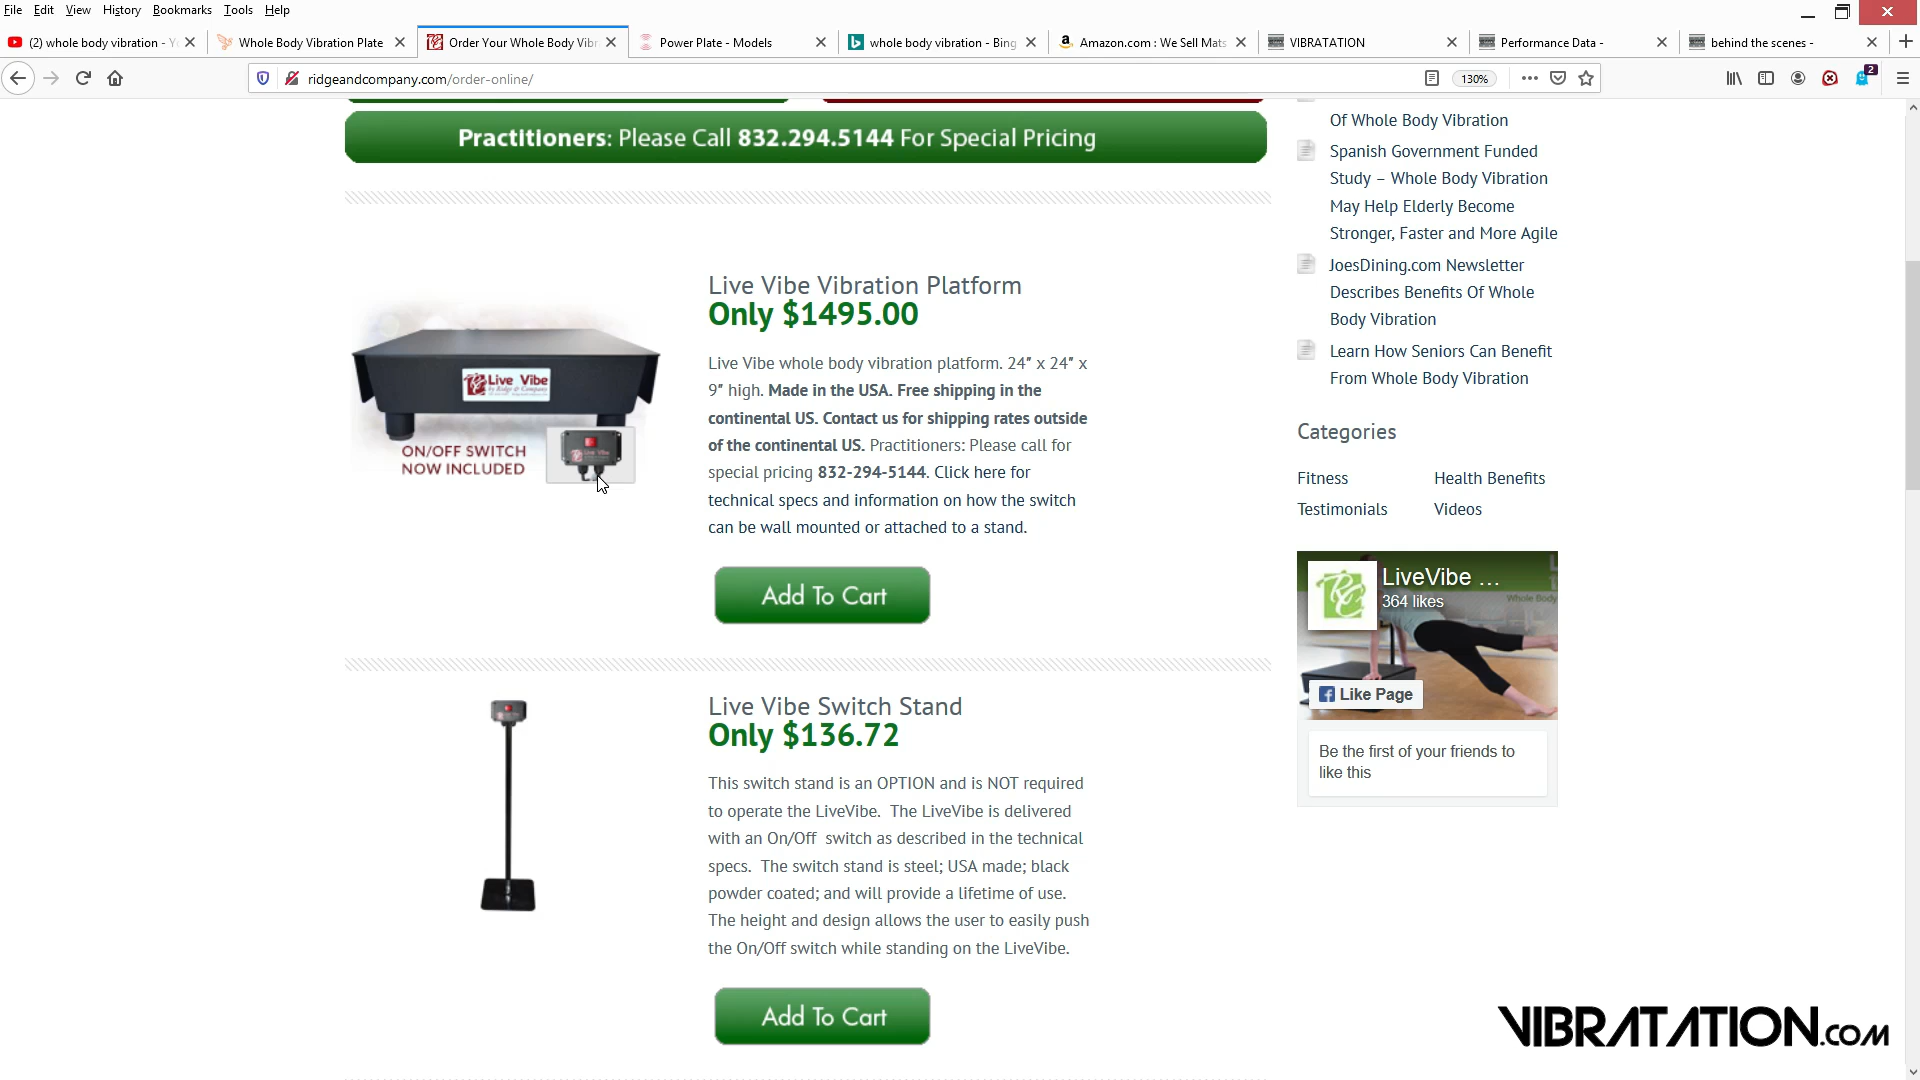 File Edit View History Bookmarks Tools Help
(2) whole body vibration - Y
Whole Body Vibration Plate
Order Your Whole Body Vibr
Power Plate - Models
whole body vibration - Bing
Amazon.com : We Sell Mats
VIBRATATION
Performance Data -
behind the scenes -
ridgeandcompany.com/order-online/
130%
2
Practitioners: Please Call 832.294.5144 For Special Pricing
Live Vibe Vibration Platform
Only $1495.00
Live Vibe whole body vibration platform. 24″ x 24″ x
9″ high. Made in the USA. Free shipping in the
continental US. Contact us for shipping rates outside
of the continental US. Practitioners: Please call for
special pricing 832-294-5144. Click here for
technical specs and information on how the switch
can be wall mounted or attached to a stand.
Live Vibe
ON/OFF SWITCH
NOW INCLUDED
Add To Cart
Live Vibe Switch Stand
Only $136.72
This switch stand is an OPTION and is NOT required
to operate the LiveVibe.  The LiveVibe is delivered
with an On/Off  switch as described in the technical
specs.  The switch stand is steel; USA made; black
powder coated; and will provide a lifetime of use.
The height and design allows the user to easily push
the On/Off switch while standing on the LiveVibe.
Add To Cart
Of Whole Body Vibration
Spanish Government Funded
Study – Whole Body Vibration
May Help Elderly Become
Stronger, Faster and More Agile
JoesDining.com Newsletter
Describes Benefits Of Whole
Body Vibration
Learn How Seniors Can Benefit
From Whole Body Vibration
Categories
Fitness
Health Benefits
Testimonials
Videos
LiveVibe ...
364 likes
Whole Body
Like Page
Be the first of your friends to
like this
VIBRATATION.COM